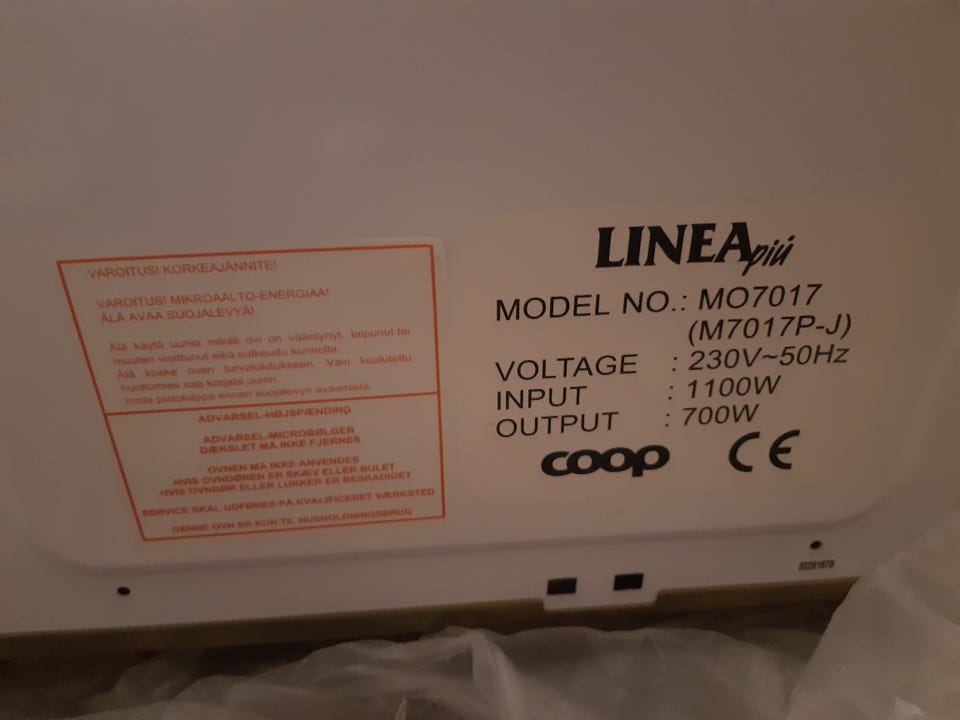 VAROITUS! KORKEAJÄNNITE!
VAROITUS! MIKROAALTO-ENERGIAA!
ÄLÄ AVAA SUOJALEVYÄ!
Älä käytä uunia mikäli ovi on vääntynyt, taipunut tai
muuten vioittunut eikä sulkeudu kunnolla.
Älä koske oven turvalukitukseen. Vain koulutettu
huoltomies saa korjata uunin.
Irrota pistotulppa ennen suojalevyn avaamista.
ADVARSEL-HØJSPÆNDING
ADVARSEL-MICROBØLGER
DÆKSLET MÅ IKKE FJERNES
OVNEN MÅ IKKE ANVENDES
HVIS OVNDØREN ER SKÆV ELLER BULET
HVIS OVNDØR ELLER LUKKER ER BESKADIGET
SERVICE SKAL UDFØRES PÅ KVALIFICERET VÆRKSTED
DENNE OVN ER KUN TIL HUSHOLDNINGSBRUG
LINEA più
MODEL NO.: MO7017
(M7017P-J)
VOLTAGE : 230V~50Hz
INPUT : 1100W
OUTPUT : 700W
coop CE